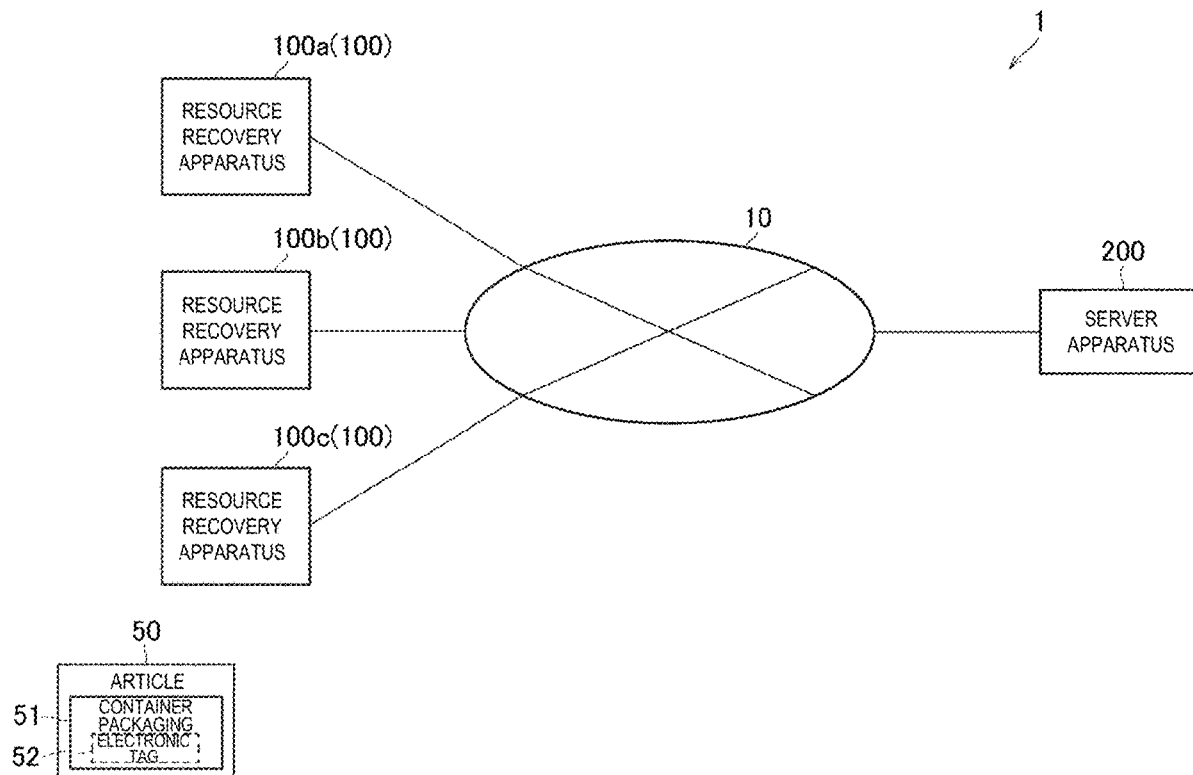 1
100a(100)
RESOURCE
RECOVERY
APPARATUS
100b(100)
RESOURCE
RECOVERY
APPARATUS
10
200
SERVER
APPARATUS
100c(100)
RESOURCE
RECOVERY
APPARATUS
50
ARTICLE
51
CONTAINER
PACKAGING
52
ELECTRONIC
TAG